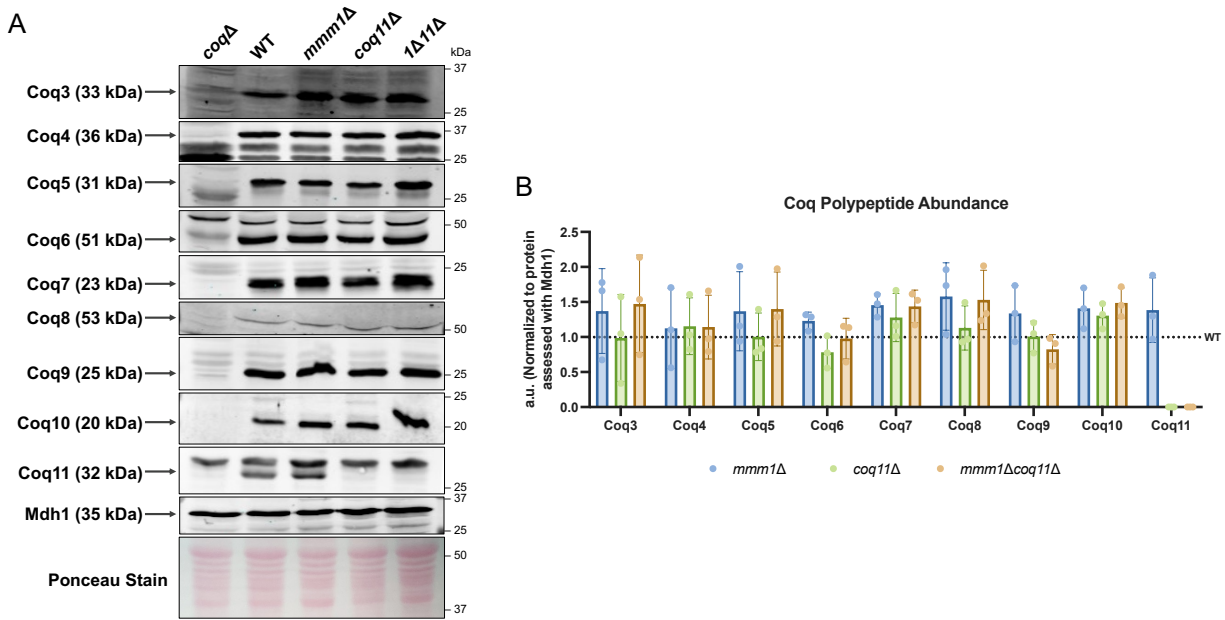 A
coqΔ WT mmm1Δ coq11Δ 1Δ11Δ
kDa
Coq3 (33 kDa) 37
25
Coq4 (36 kDa) 37
25
Coq5 (31 kDa)
25
Coq6 (51 kDa) 50
Coq7 (23 kDa) 25
Coq8 (53 kDa)
50
Coq9 (25 kDa) 25
Coq10 (20 kDa) 25
20
Coq11 (32 kDa)
25
Mdh1 (35 kDa) 37
25
Ponceau Stain 50
37
B
Coq Polypeptide Abundance
a.u. (Normalized to protein
assessed with Mdh1)
2.5
2.0
1.5
1.0 WT
0.5
0.0
Coq3 Coq4 Coq5 Coq6 Coq7 Coq8 Coq9 Coq10 Coq11
mmm1Δ coq11Δ mmm1Δcoq11Δ